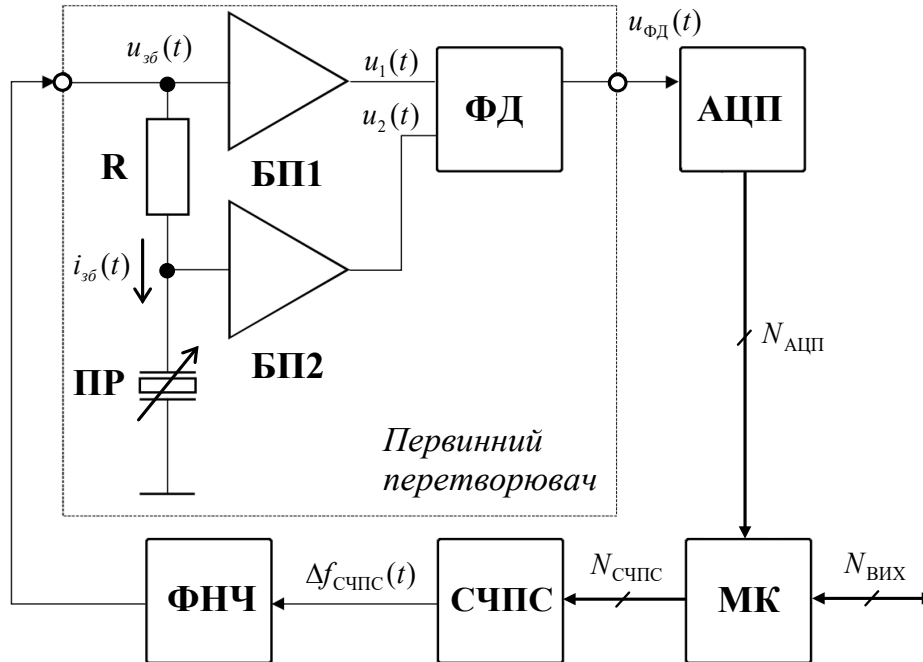 u_зб(t)
u_1(t)
u_2(t)
u_ФД(t)
ФД
АЦП
R
БП1
i_зб(t)
ПР
БП2
N_АЦП
Первинний
перетворювач
ФНЧ
Δf_СЧПС(t)
СЧПС
N_СЧПС
МК
N_ВИХ